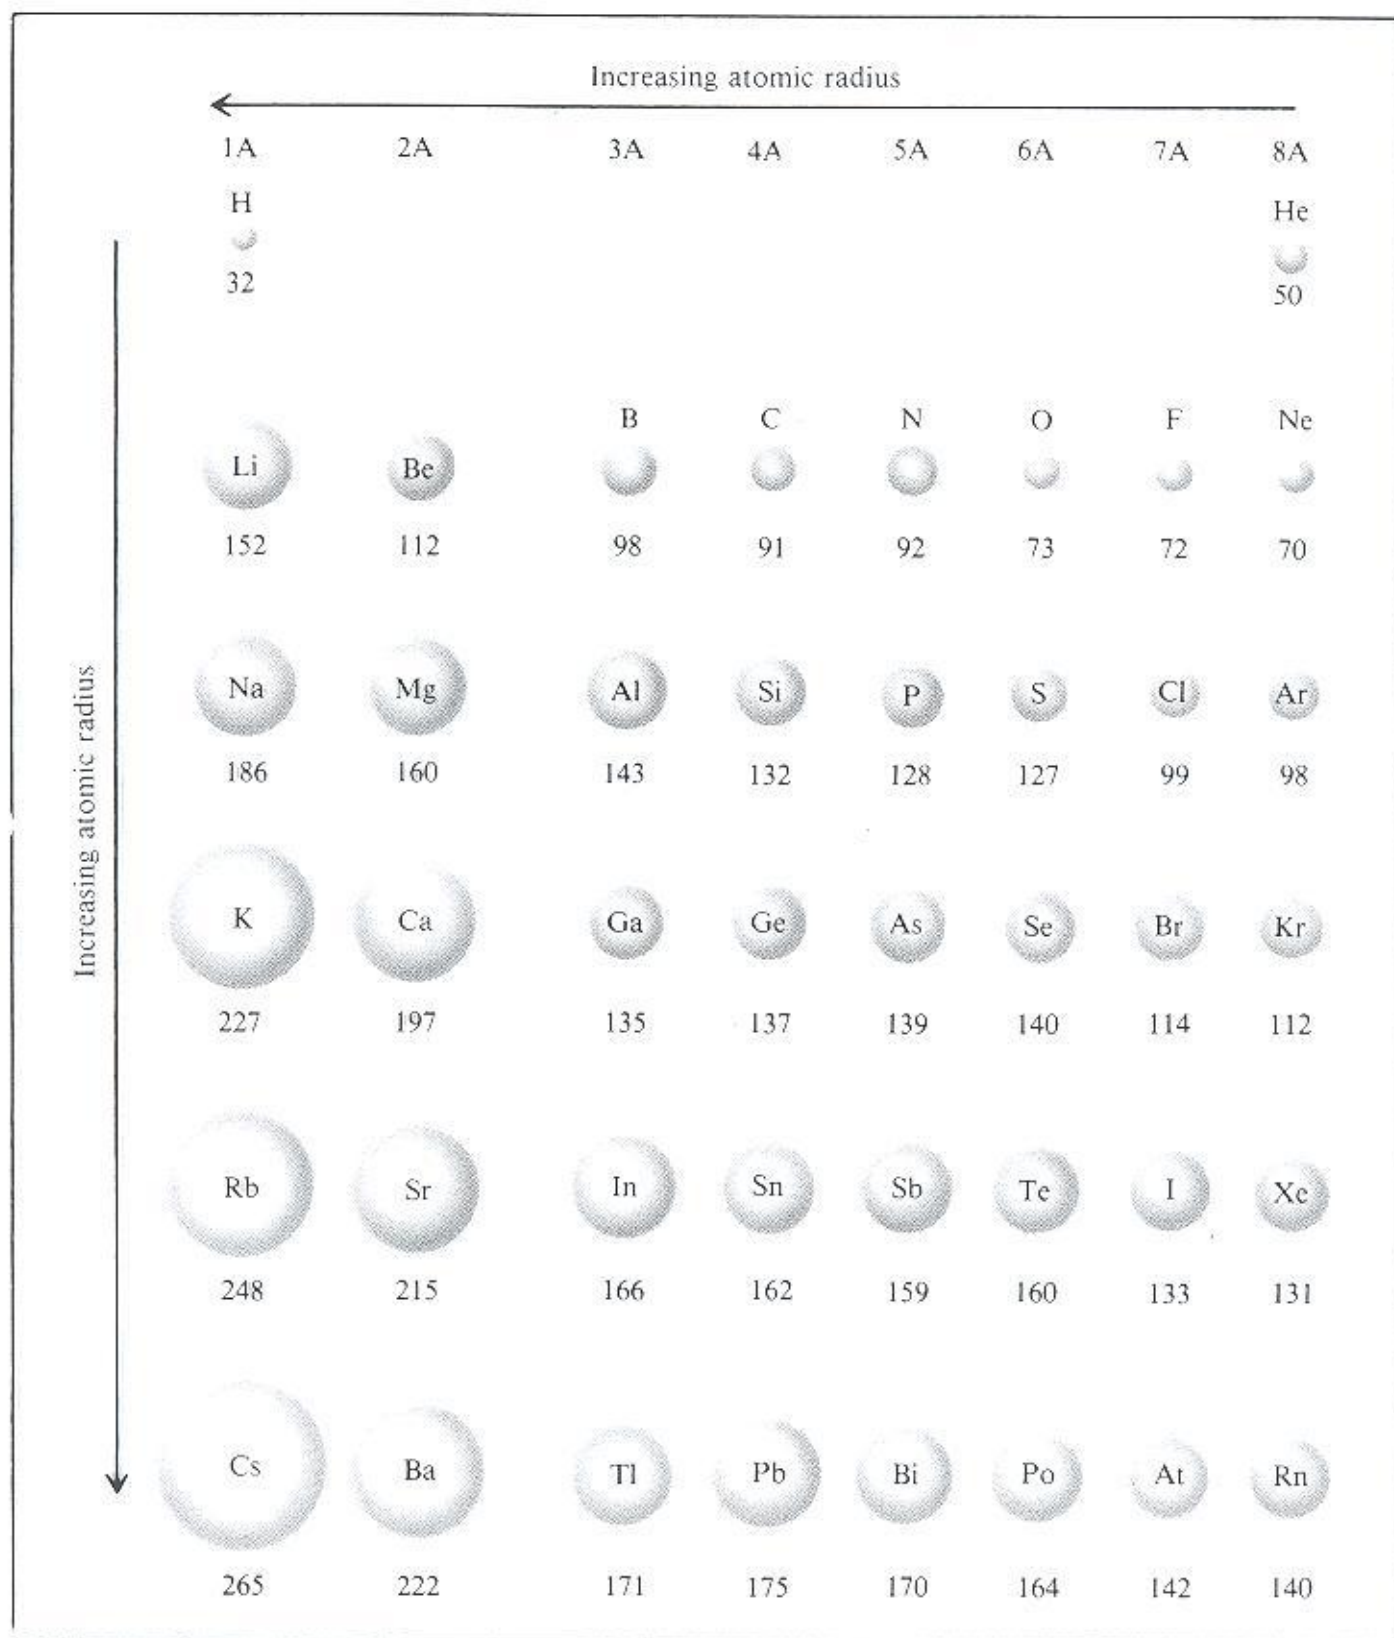 Increasing atomic radius
1A 2A 3A 4A 5A 6A 7A 8A
H He
32 50
B C N O F Ne
Li Be
152 112 98 91 92 73 72 70
Na Mg Al Si P S Cl Ar
186 160 143 132 128 127 99 98
K Ca Ga Ge As Se Br Kr
227 197 135 137 139 140 114 112
Rb Sr In Sn Sb Te I Xe
248 215 166 162 159 160 133 131
Cs Ba Tl Pb Bi Po At Rn
265 222 171 175 170 164 142 140
Increasing atomic radius